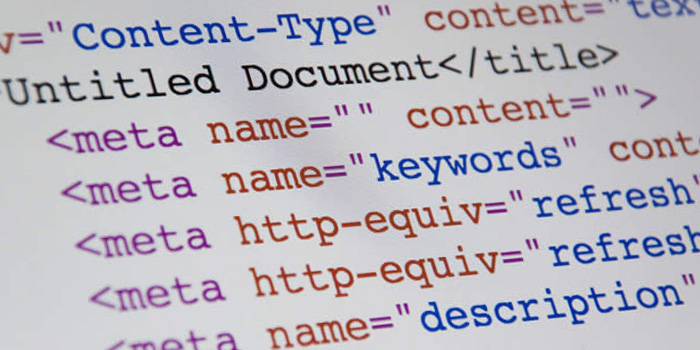 v="Content-Type" content="tex
Untitled Document</title>
<meta name="" content="">
<meta name="keywords" cont
<meta http-equiv="refresh"
<meta http-equiv="refresh
<meta name="description"